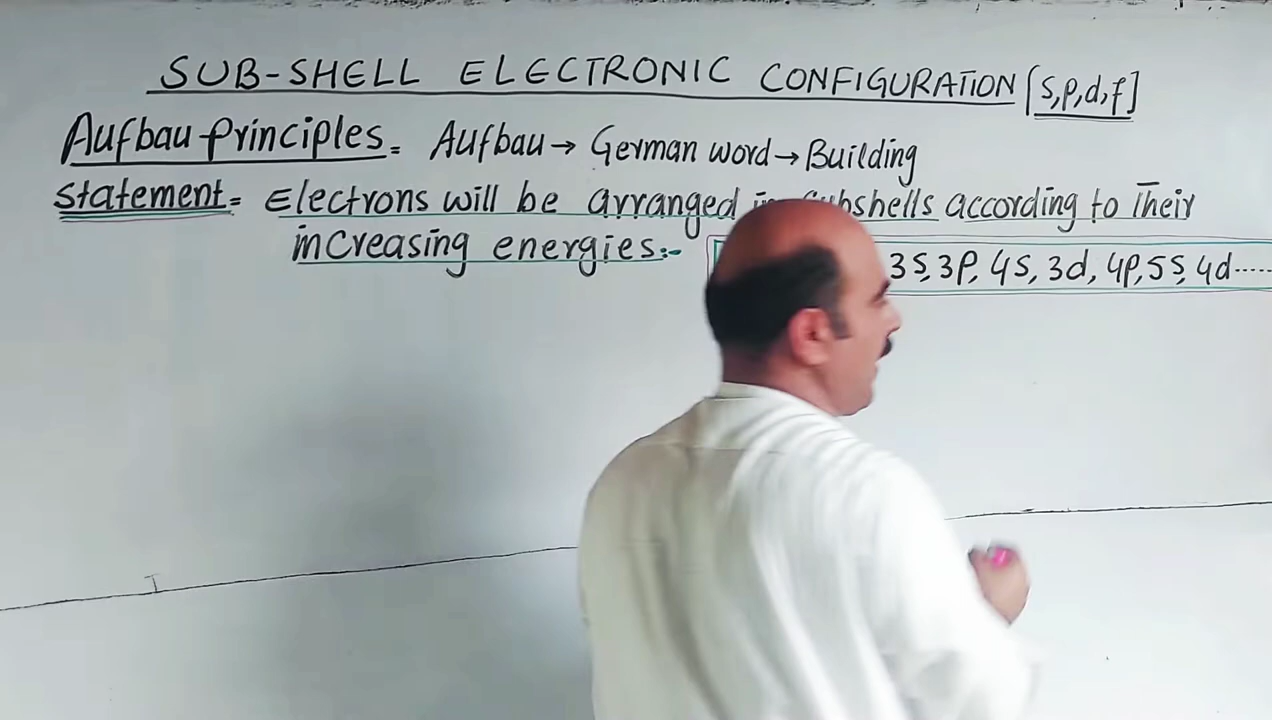 SUB-SHELL ELECTRONIC CONFIGURATION [s,p,d,f]
Aufbau principles = Aufbau → German word → Building
Statement = Electrons will be arranged in subshells according to Their
increasing energies:-
3s, 3p, 4s, 3d, 4p, 5s, 4d.....